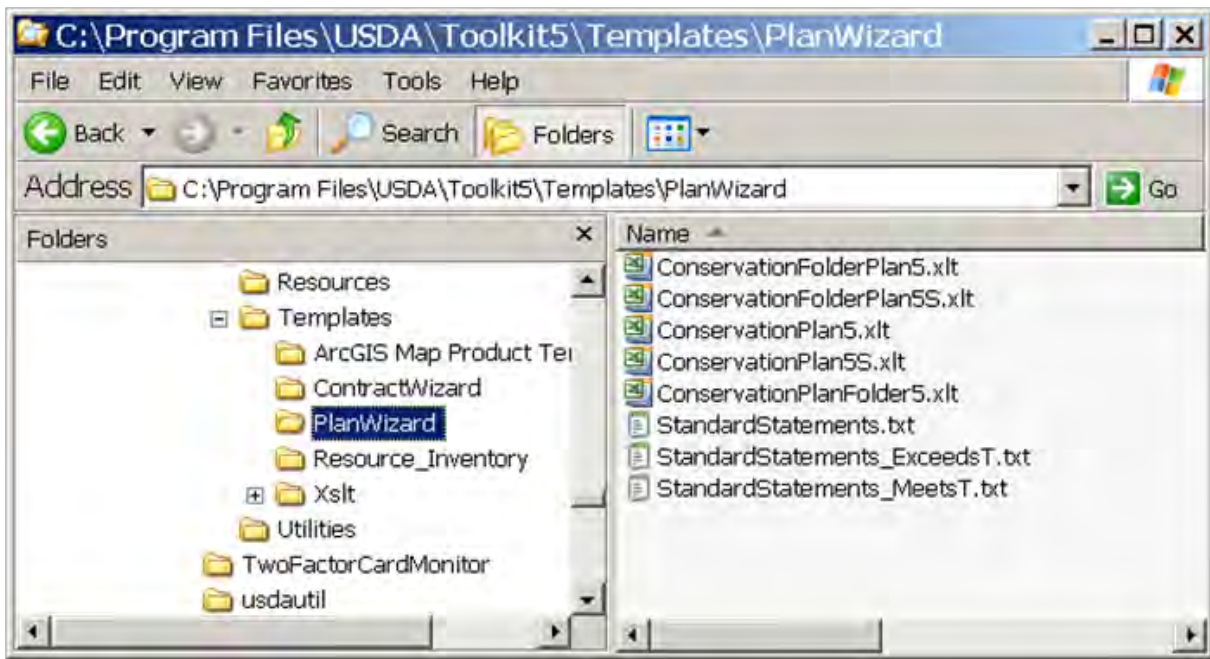 C:\Program Files\USDA\Toolkit5\Templates\PlanWizard
File Edit View Favorites Tools Help
Back Search Folders
Address C:\Program Files\USDA\Toolkit5\Templates\PlanWizard Go
Folders
Resources
Templates
ArcGIS Map Product Ter
ContractWizard
PlanWizard
Resource_Inventory
Xslt
Utilities
TwoFactorCardMonitor
usdautil
Name
ConservationFolderPlan5.xlt
ConservationFolderPlan5S.xlt
ConservationPlan5.xlt
ConservationPlan5S.xlt
ConservationPlanFolder5.xlt
StandardStatements.txt
StandardStatements_ExceedsT.txt
StandardStatements_MeetsT.txt